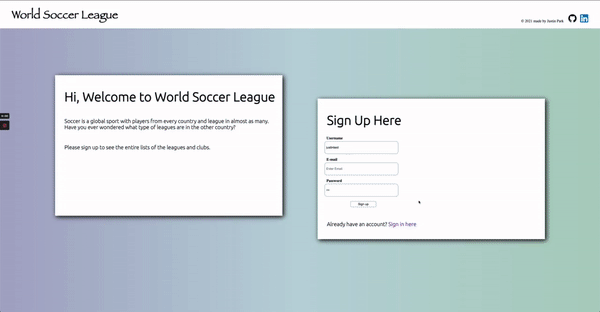 World Soccer League
© 2021 made by Justin Park
Hi, Welcome to World Soccer League
Soccer is a global sport with players from every country and league in almost as many.
Have you ever wondered what type of leagues are in the other country?
Please sign up to see the entire lists of the leagues and clubs.
Sign Up Here
Username
E-mail
Enter Email
Password
Sign up
Already have an account? Sign in here